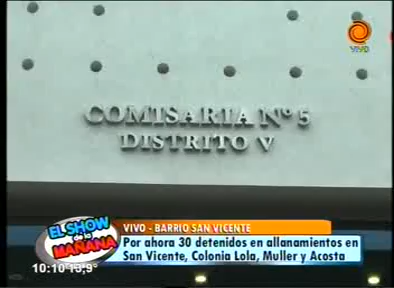 VIVO
COMISARIA Nº 5
DISTRITO V
EL SHOW
de la
MAÑANA
VIVO - BARRIO SAN VICENTE
Por ahora 30 detenidos en allanamientos en
San Vicente, Colonia Lola, Muller y Acosta
10:10 13,9°